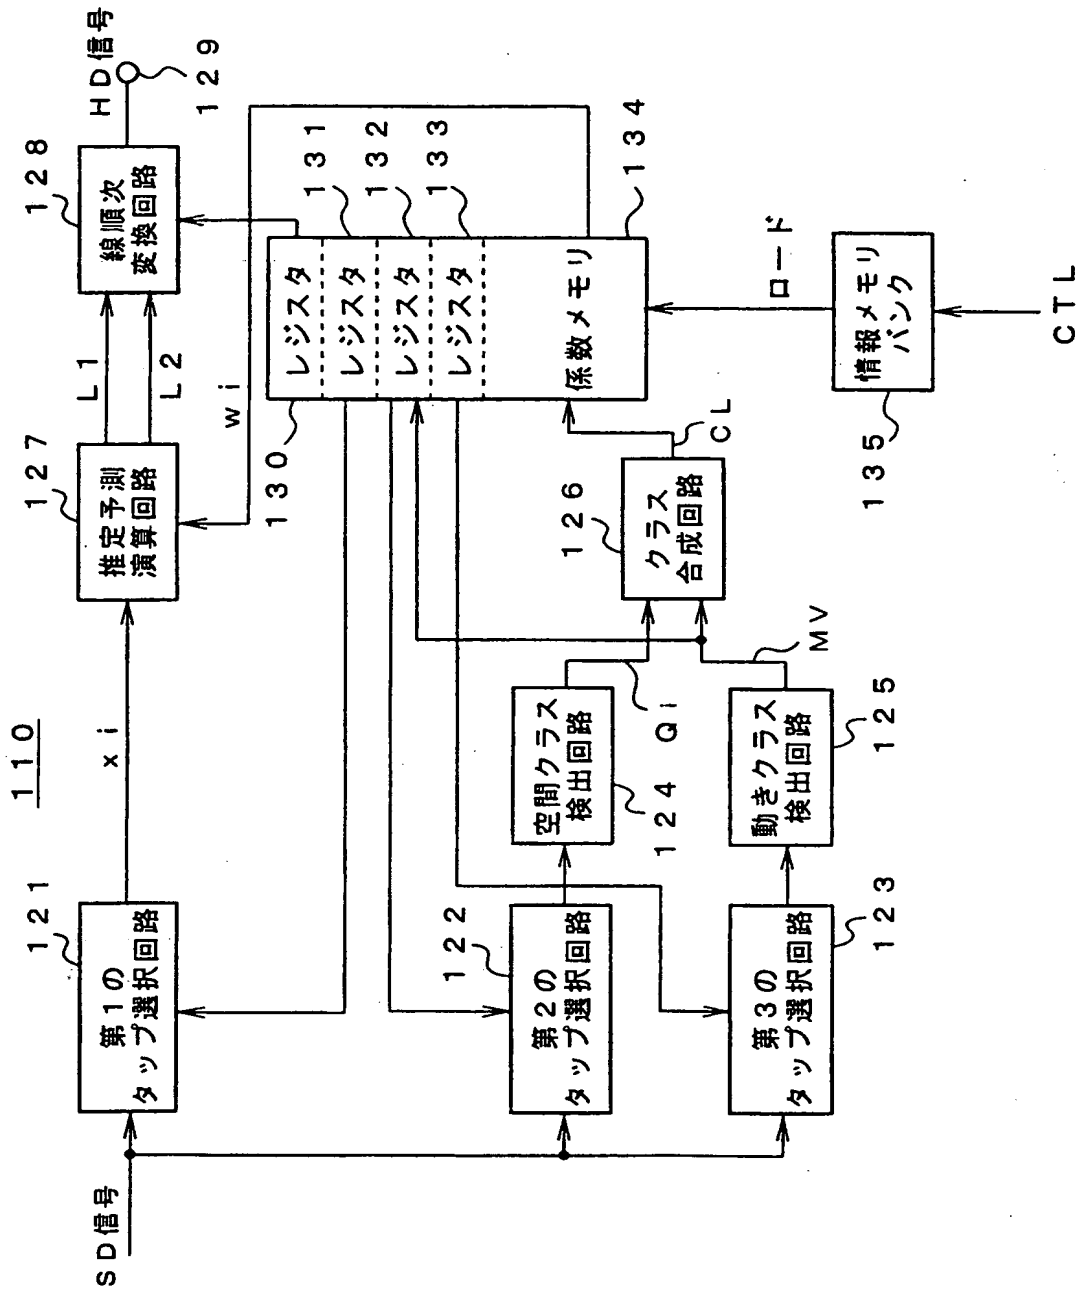 110
SD信号
121
第1の
タップ選択回路
xi
127
推定予測
演算回路
L1
L2
128
線順次
変換回路
HD信号
129
wi
130
レジスタ
131
レジスタ
132
レジスタ
133
レジスタ
134
係数メモリ
122
第2の
タップ選択回路
124
空間クラス
検出回路
Qi
126
クラス
合成回路
CL
123
第3の
タップ選択回路
125
動きクラス
検出回路
MV
ロード
135
情報メモリ
バンク
CTL